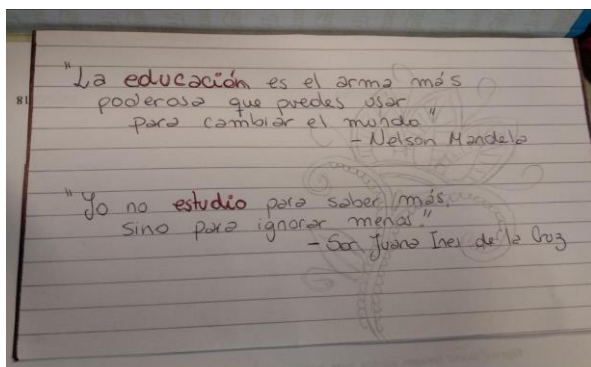 "La educación es el arma más
poderosa que puedes usar
para cambiar el mundo"
- Nelson Mandela
"Yo no estudio para saber más,
sino para ignorar menos."
- Sor Juana Ines de la Cruz
81